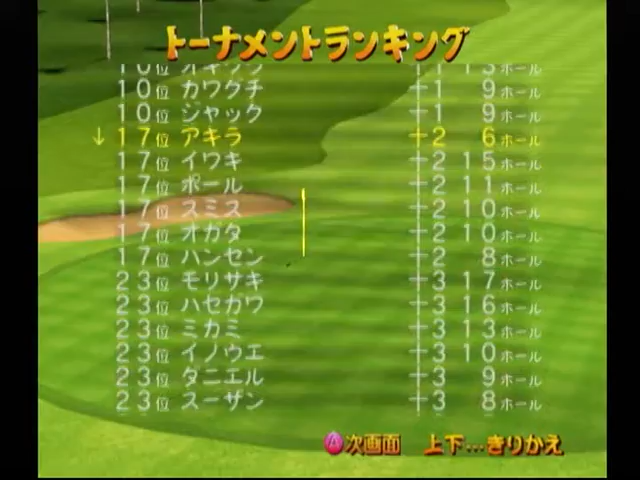 トーナメントランキング
10位 カワグチ +1 9ホール
10位 ジャック +1 9ホール
↓17位 アキラ +2 6ホール
17位 イワキ +2 15ホール
17位 ポール +2 11ホール
17位 スミス +2 10ホール
17位 オカダ +2 10ホール
17位 ハンセン +2 8ホール
23位 モリサキ +3 17ホール
23位 ハセカワ +3 16ホール
23位 ミカミ +3 13ホール
23位 イノウエ +3 10ホール
23位 ダニエル +3 9ホール
23位 スーザン +3 8ホール
A次画面 上下…きりかえ